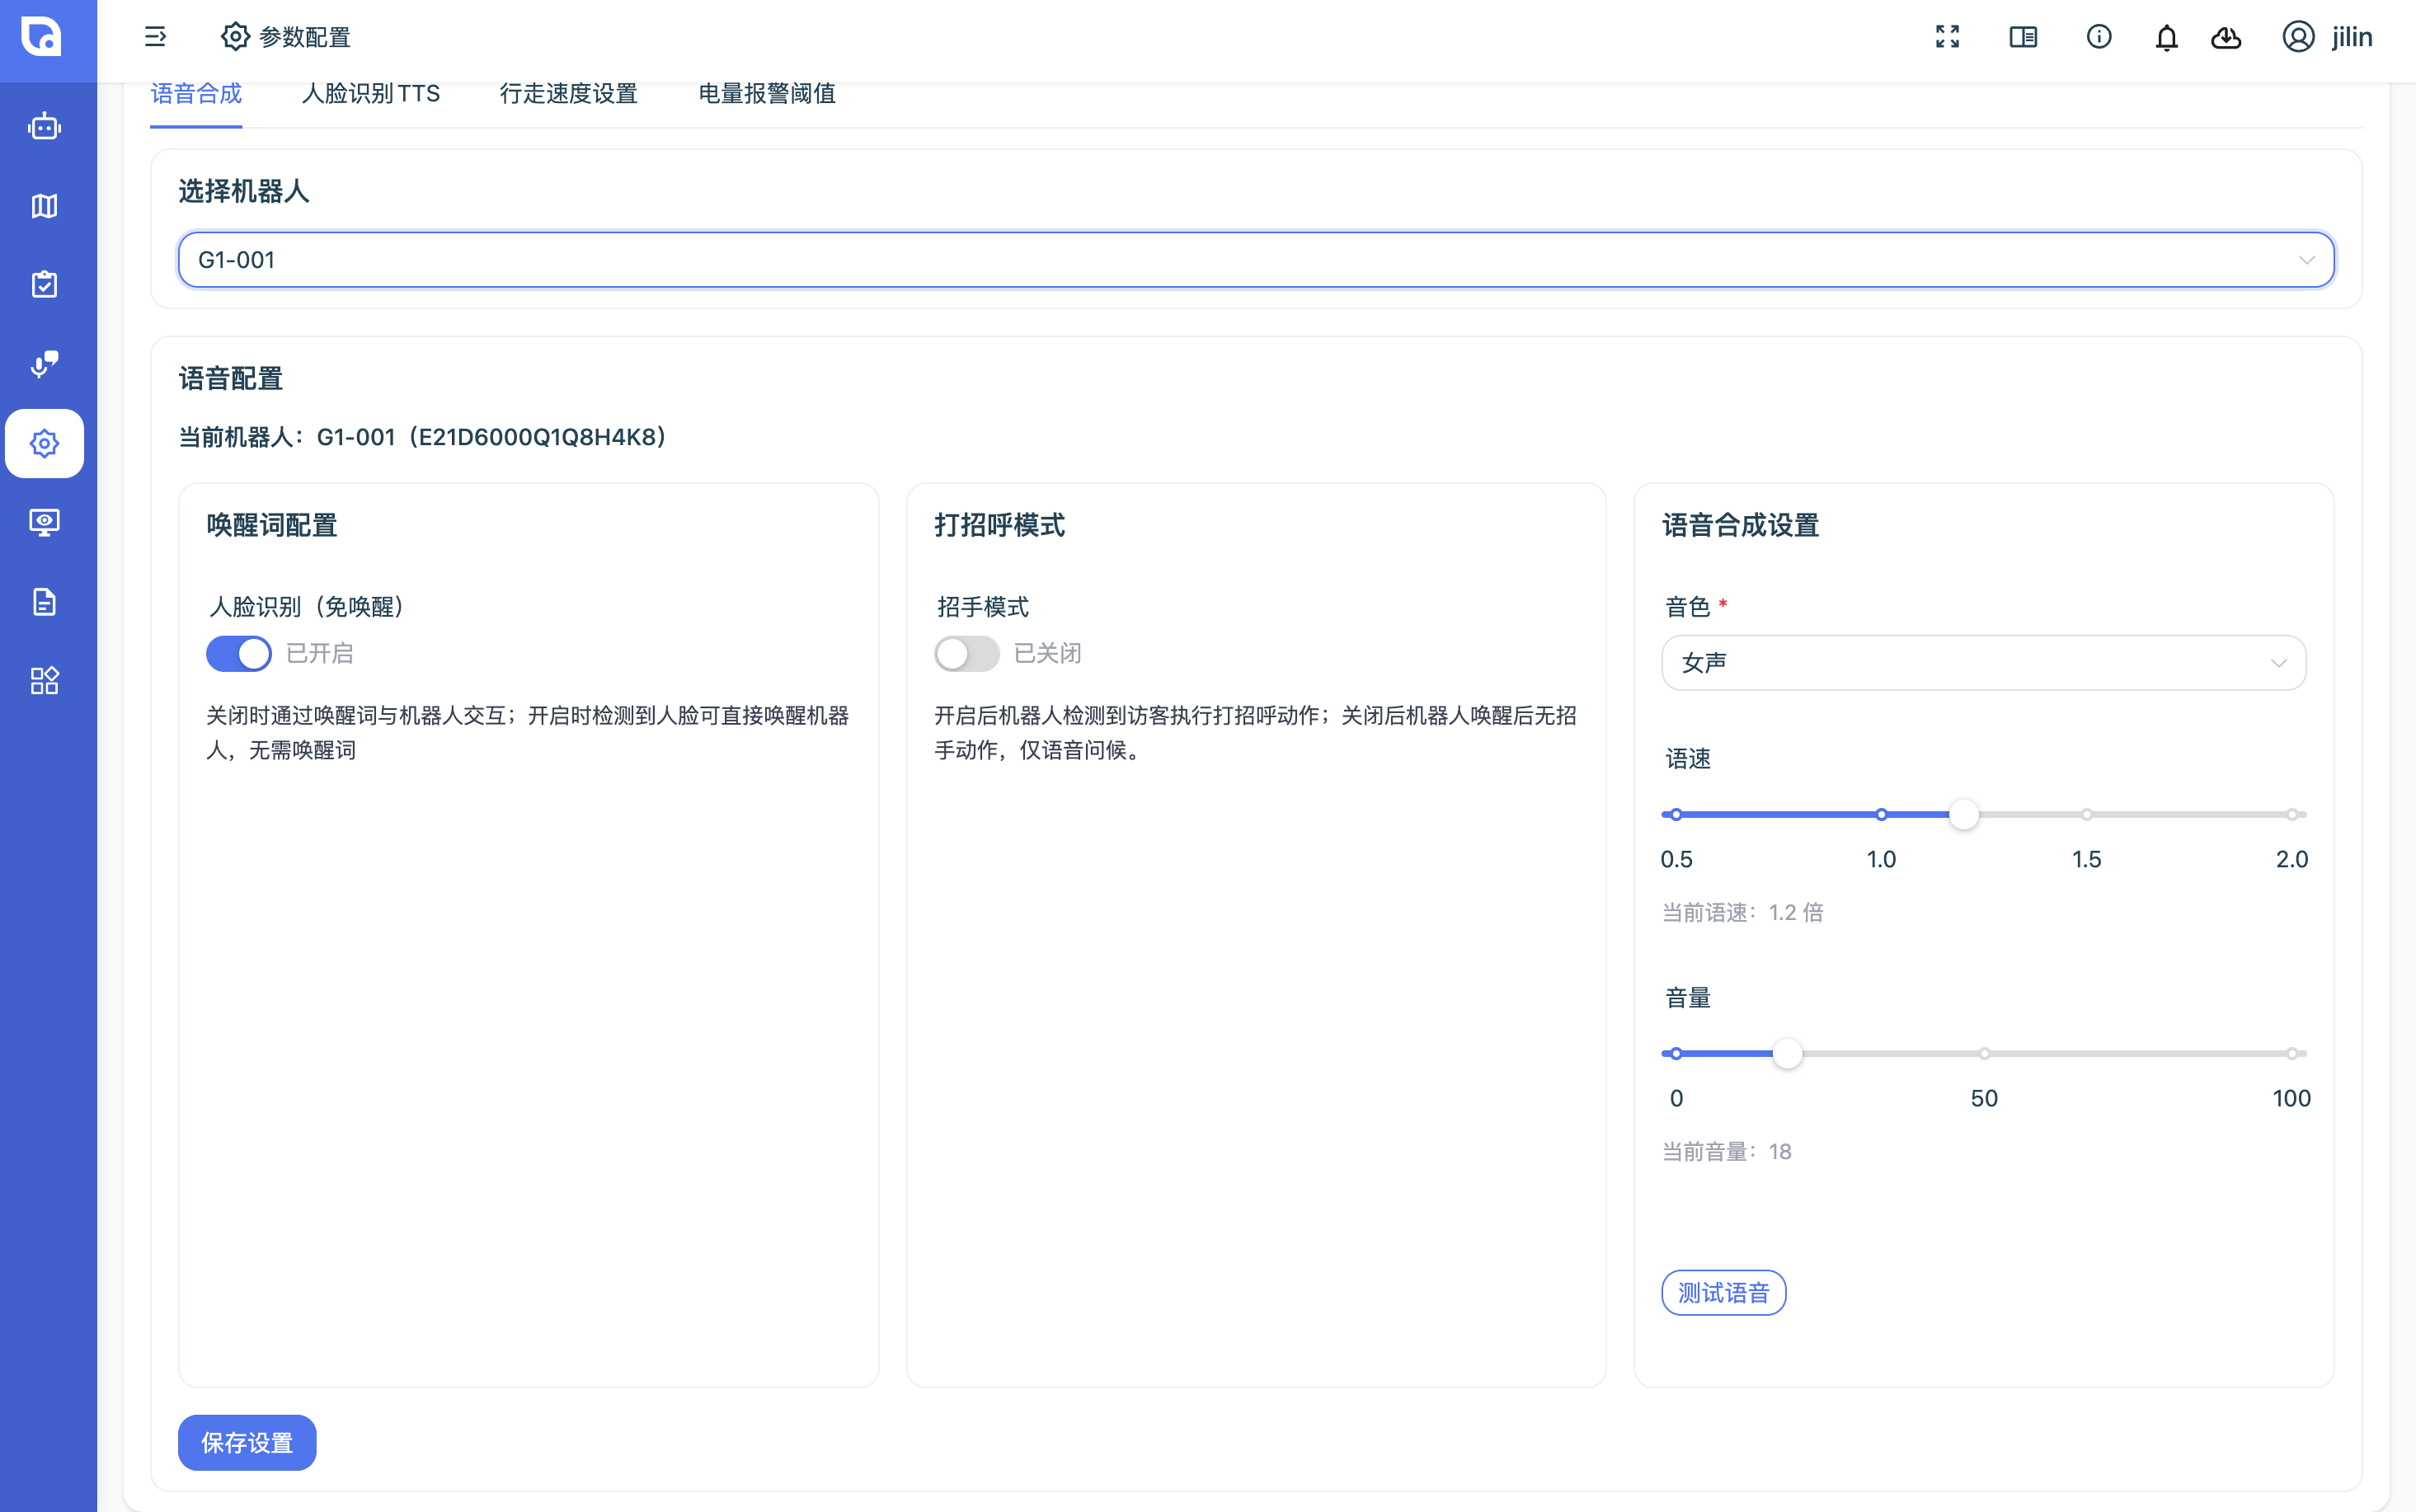 参数配置
jilin
语音合成
人脸识别TTS
行走速度设置
电量报警阈值
选择机器人
G1-001
语音配置
当前机器人：G1-001（E21D6000Q1Q8H4K8）
唤醒词配置
人脸识别（免唤醒）
已开启
关闭时通过唤醒词与机器人交互；开启时检测到人脸可直接唤醒机器
人，无需唤醒词
打招呼模式
招手模式
已关闭
开启后机器人检测到访客执行打招呼动作；关闭后机器人唤醒后无招
手动作，仅语音问候。
语音合成设置
音色 *
女声
语速
0.5 1.0 1.5 2.0
当前语速：1.2 倍
音量
0 50 100
当前音量：18
测试语音
保存设置